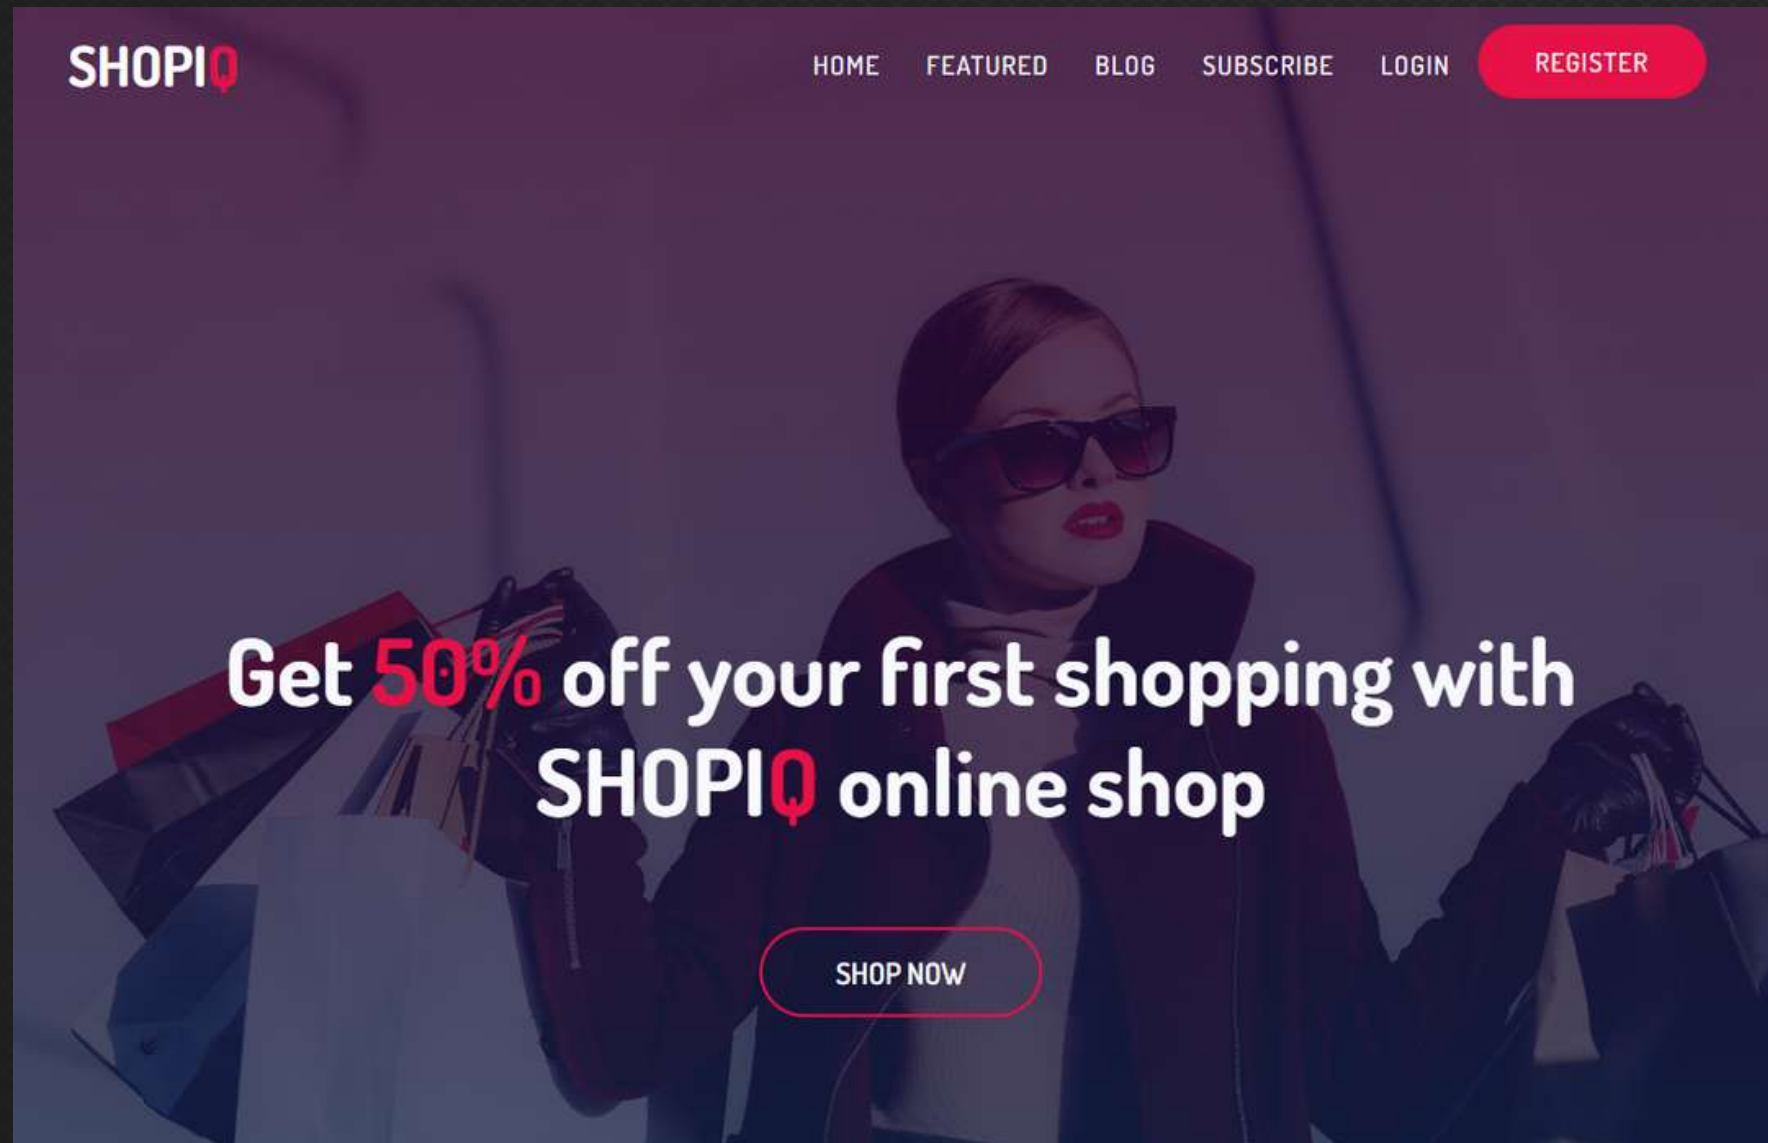 SHOPIQ
HOME FEATURED BLOG SUBSCRIBE LOGIN REGISTER
Get 50% off your first shopping with
SHOPIQ online shop
SHOP NOW